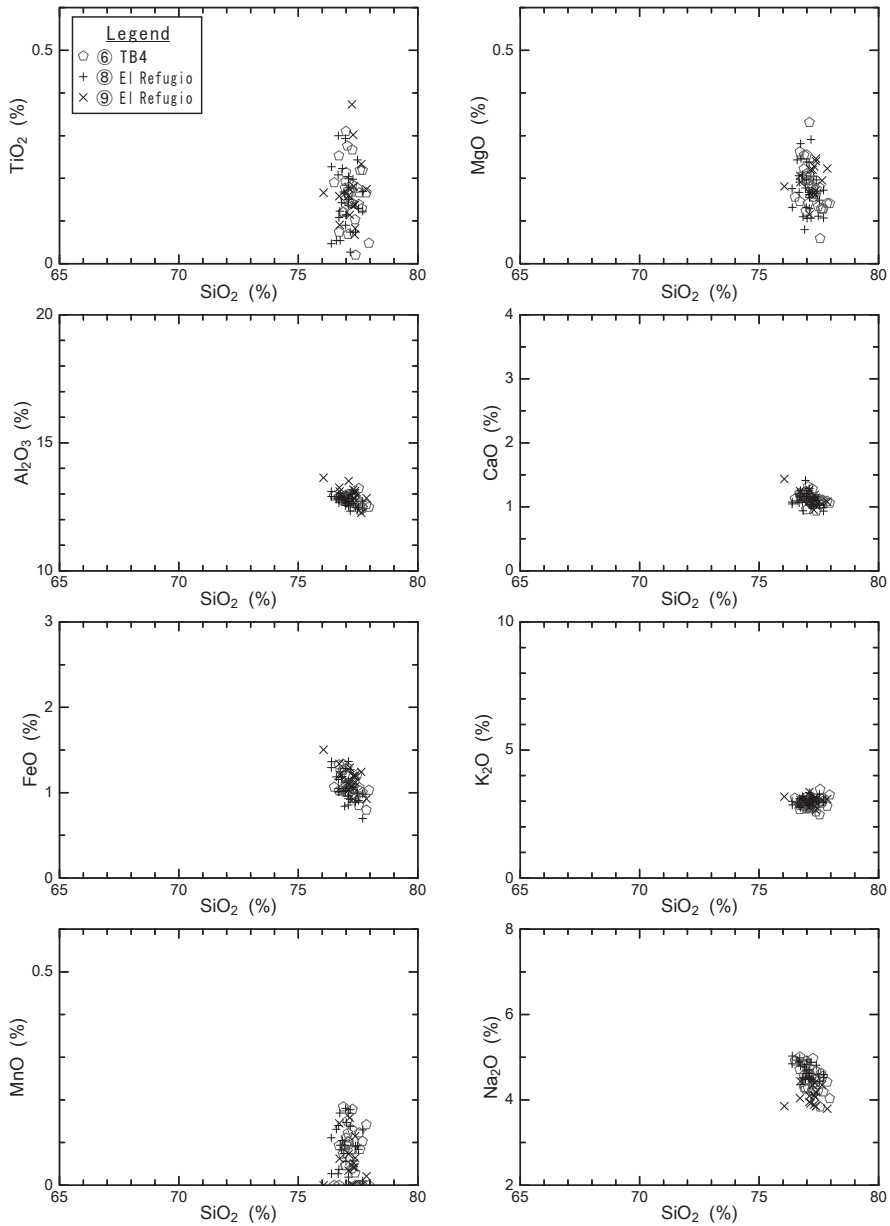 Legend
⑥ TB4
⑧ El Refugio
⑨ El Refugio
TiO₂ (%)
0.5
0
65 70 75 80
SiO₂ (%)
MgO (%)
0.5
0
65 70 75 80
SiO₂ (%)
Al₂O₃ (%)
20
15
10
65 70 75 80
SiO₂ (%)
CaO (%)
4
3
2
1
0
65 70 75 80
SiO₂ (%)
FeO (%)
3
2
1
0
65 70 75 80
SiO₂ (%)
K₂O (%)
10
5
0
65 70 75 80
SiO₂ (%)
MnO (%)
0.5
0
65 70 75 80
SiO₂ (%)
Na₂O (%)
8
6
4
2
65 70 75 80
SiO₂ (%)